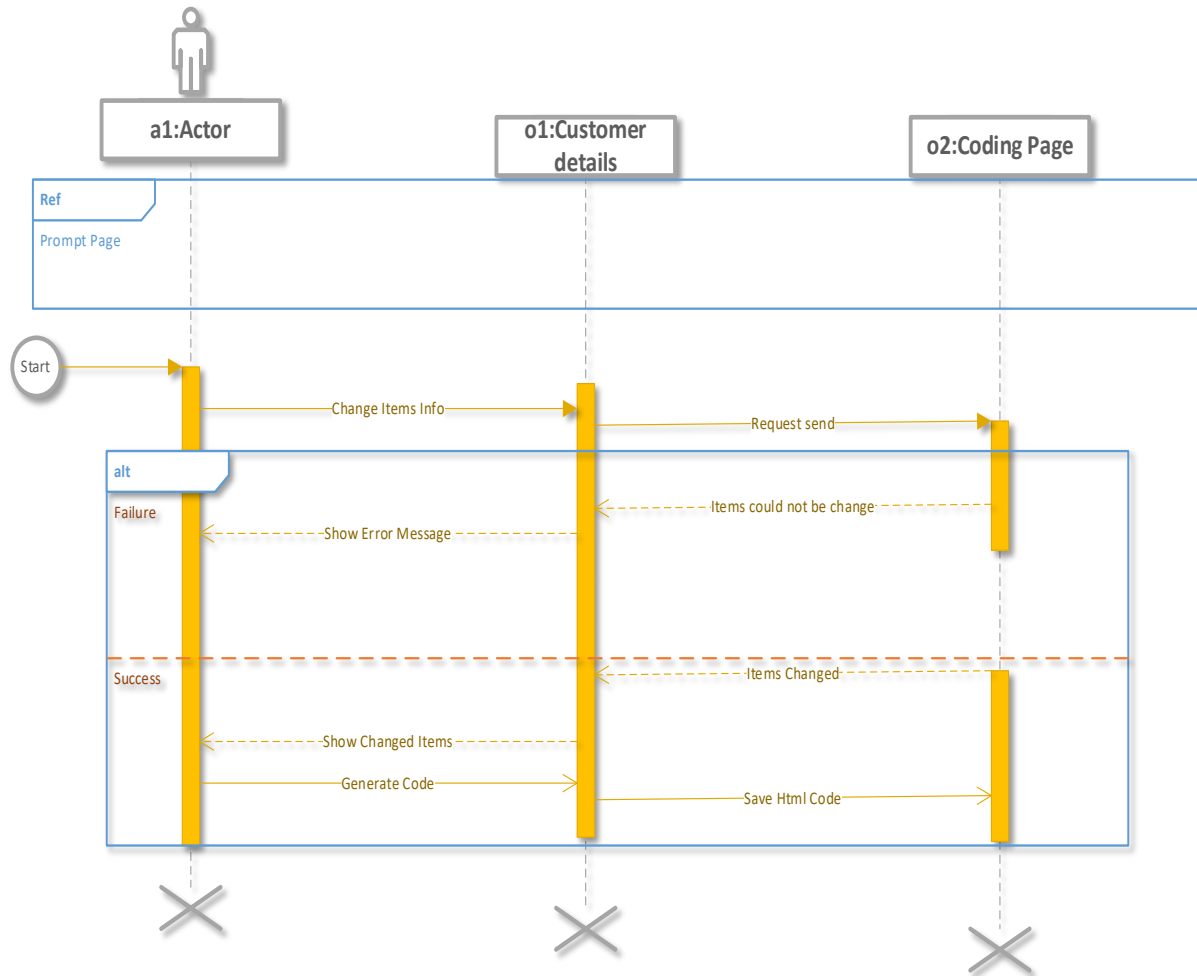 a1:Actor
o1:Customer
details
o2:Coding Page
Ref
Prompt Page
Start
Change Items Info
Request send
alt
Failure
Items could not be change
Show Error Message
Success
Items Changed
Show Changed Items
Generate Code
Save Html Code